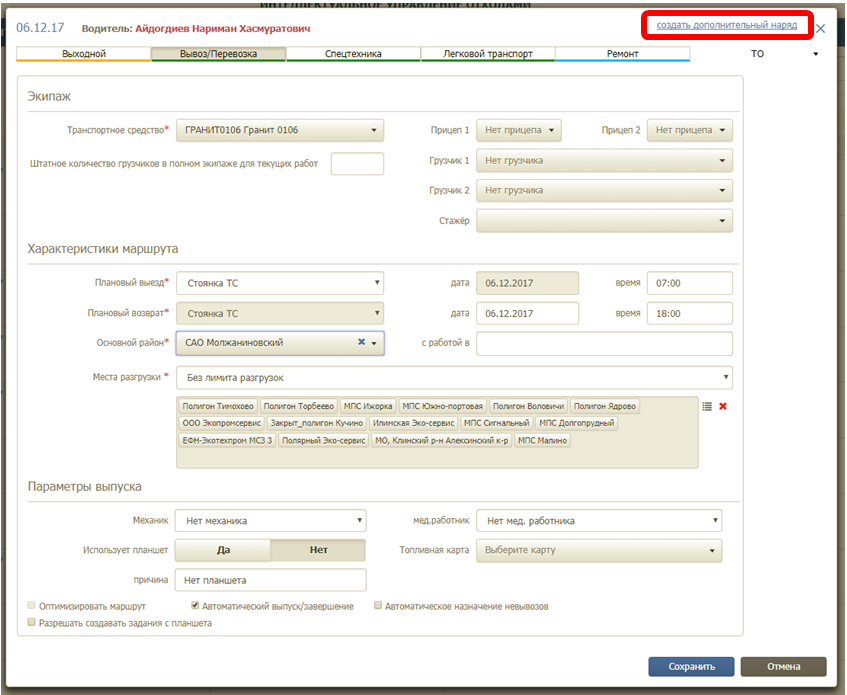 ИНТЕЛЛЕКТУАЛЬНОЕ УПРАВЛЕНИЕ ОТХОДАМИ
06.12.17 Водитель: Айдогдиев Нариман Хасмуратович создать дополнительный наряд
Выходной Вывоз/Перевозка Спецтехника Легковой транспорт Ремонт ТО
Экипаж
Транспортное средство* ГРАНИТ0106 Гранит 0106 Прицеп 1 Нет прицепа Прицеп 2 Нет прицепа
Штатное количество грузчиков в полном экипаже для текущих работ Грузчик 1 Нет грузчика
Грузчик 2 Нет грузчика
Стажёр
Характеристики маршрута
Плановый выезд* Стоянка ТС дата 06.12.2017 время 07:00
Плановый возврат* Стоянка ТС дата 06.12.2017 время 18:00
Основной район* САО Молжаниновский с работой в
Места разгрузки * Без лимита разгрузок
Полигон Тимохово Полигон Торбеево МПС Ижорка МПС Южно-портовая Полигон Воловичи Полигон Ядрово
ООО Экопромсервис Закрыт_полигон Кучино Илимская Эко-сервис МПС Сигнальный МПС Долгопрудный
ЕФН-Экотехпром МСЗ 3 Полярный Эко-сервис МО, Клинский р-н Алексинский к-р МПС Малино
Параметры выпуска
Механик Нет механика мед.работник Нет мед. работника
Использует планшет Да Нет Топливная карта Выберите карту
причина Нет планшета
Оптимизировать маршрут Автоматический выпуск/завершение Автоматическое назначение невывозов
Разрешать создавать задания с планшета
Сохранить Отмена